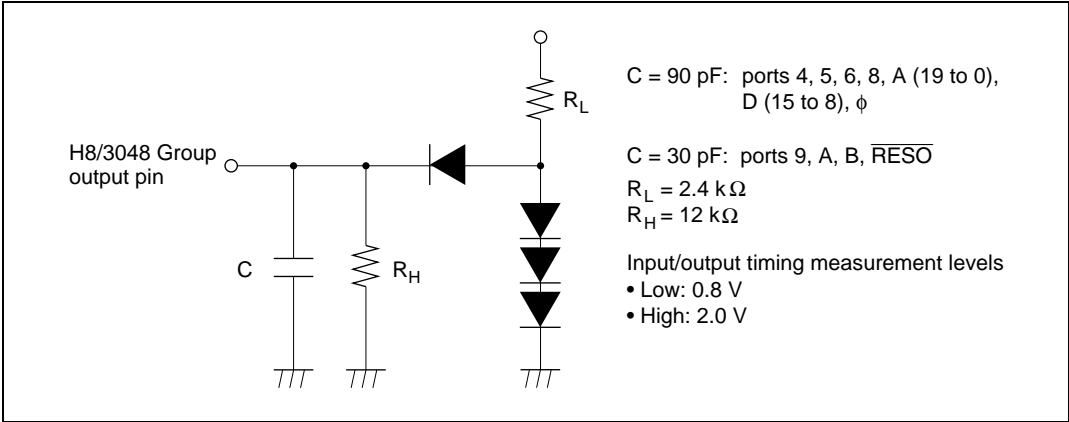 R_L
H8/3048 Group
output pin
C
R_H
C = 90 pF: ports 4, 5, 6, 8, A (19 to 0),
D (15 to 8), ϕ
C = 30 pF: ports 9, A, B, R̅E̅S̅O̅
R_L = 2.4 kΩ
R_H = 12 kΩ
Input/output timing measurement levels
• Low: 0.8 V
• High: 2.0 V